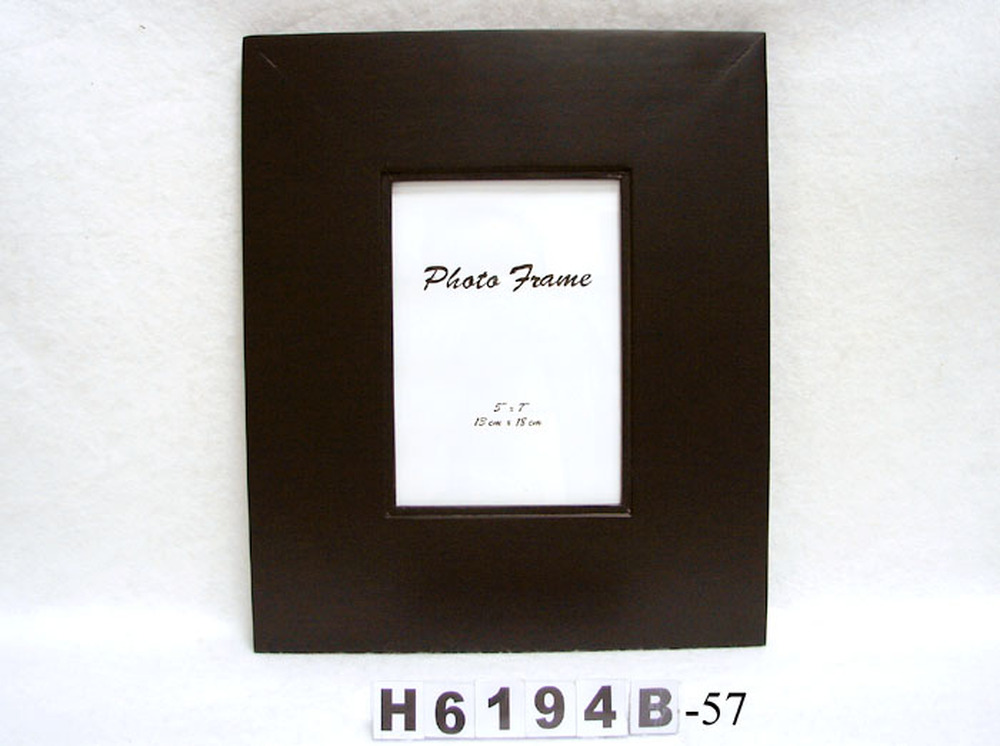 Photo Frame
5" x 7"
13 cm x 18 cm
H6194B-57